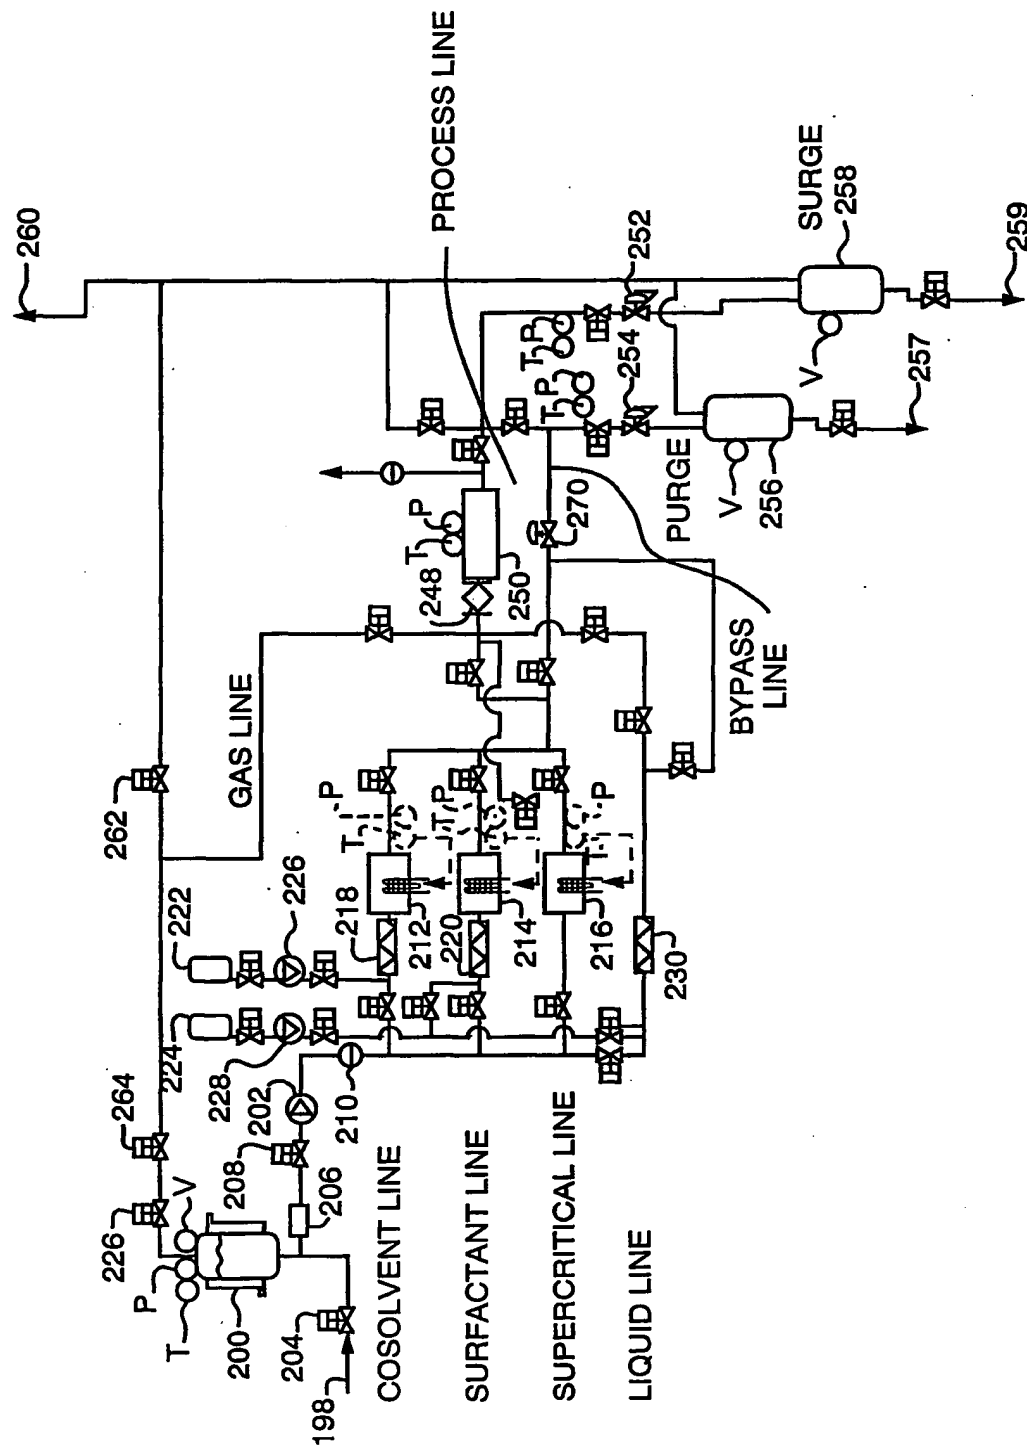 260
PROCESS LINE
SURGE
258
252
259
T
P
254
T
P
V
257
PURGE
V
256
T
P
248
250
270
BYPASS
LINE
GAS LINE
262
P
T
P
T
P
T
222
226
218
212
220
214
216
230
224
228
202
210
264
226
V
P
T
200
208
206
204
198
COSOLVENT LINE
SURFACTANT LINE
SUPERCRITICAL LINE
LIQUID LINE